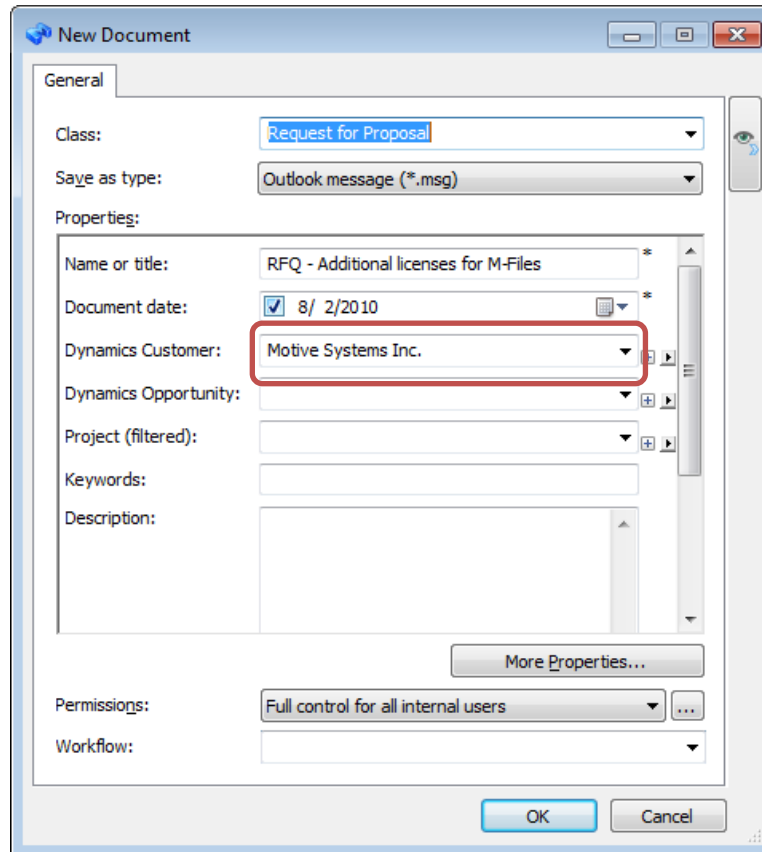 New Document
General
Class: Request for Proposal
Save as type: Outlook message (*.msg)
Properties:
Name or title: RFQ - Additional licenses for M-Files *
Document date: 8/ 2/2010 *
Dynamics Customer: Motive Systems Inc.
Dynamics Opportunity:
Project (filtered):
Keywords:
Description:
More Properties...
Permissions: Full control for all internal users ...
Workflow:
OK Cancel